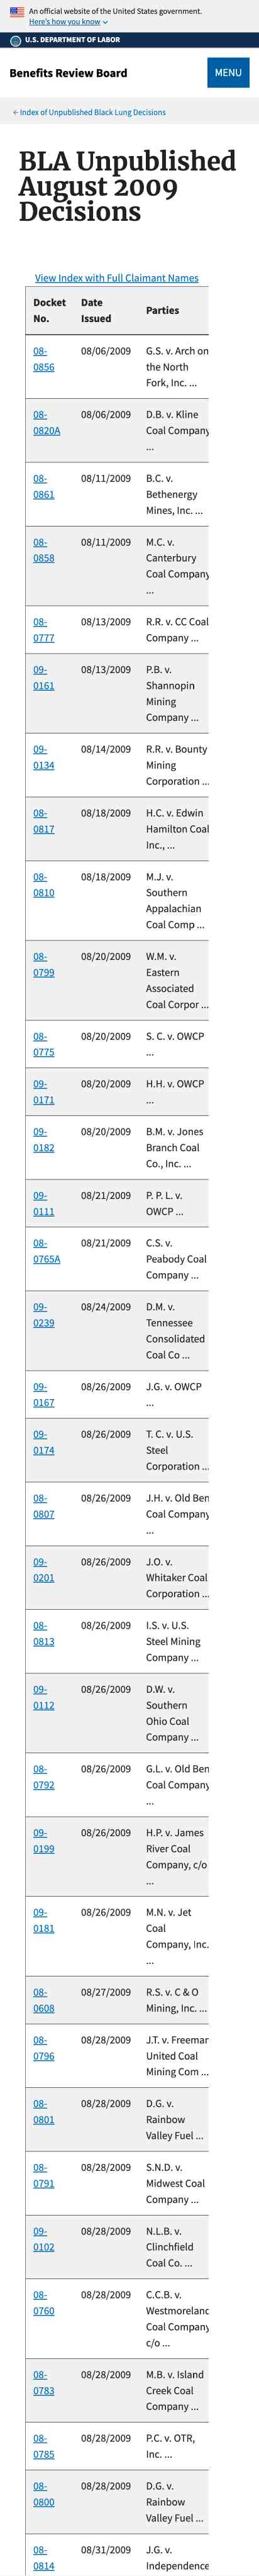 An official website of the United States government.
Here's how you know
U.S. DEPARTMENT OF LABOR
Benefits Review Board
MENU
Index of Unpublished Black Lung Decisions
BLA Unpublished
August 2009
Decisions
View Index with Full Claimant Names
Docket No. Date Issued Parties
08-0856 08/06/2009 G.S. v. Arch on the North Fork, Inc. ...
08-0820A 08/06/2009 D.B. v. Kline Coal Company ...
08-0861 08/11/2009 B.C. v. Bethenergy Mines, Inc. ...
08-0858 08/11/2009 M.C. v. Canterbury Coal Company ...
08-0777 08/13/2009 R.R. v. CC Coal Company ...
09-0161 08/13/2009 P.B. v. Shannopin Mining Company ...
09-0134 08/14/2009 R.R. v. Bounty Mining Corporation ...
08-0817 08/18/2009 H.C. v. Edwin Hamilton Coal Inc., ...
08-0810 08/18/2009 M.J. v. Southern Appalachian Coal Comp ...
08-0799 08/20/2009 W.M. v. Eastern Associated Coal Corpor ...
08-0775 08/20/2009 S. C. v. OWCP ...
09-0171 08/20/2009 H.H. v. OWCP ...
09-0182 08/20/2009 B.M. v. Jones Branch Coal Co., Inc. ...
09-0111 08/21/2009 P. P. L. v. OWCP ...
08-0765A 08/21/2009 C.S. v. Peabody Coal Company ...
09-0239 08/24/2009 D.M. v. Tennessee Consolidated Coal Co ...
09-0167 08/26/2009 J.G. v. OWCP ...
09-0174 08/26/2009 T. C. v. U.S. Steel Corporation ...
08-0807 08/26/2009 J.H. v. Old Ben Coal Company ...
09-0201 08/26/2009 J.O. v. Whitaker Coal Corporation ...
08-0813 08/26/2009 I.S. v. U.S. Steel Mining Company ...
09-0112 08/26/2009 D.W. v. Southern Ohio Coal Company ...
08-0792 08/26/2009 G.L. v. Old Ben Coal Company ...
09-0199 08/26/2009 H.P. v. James River Coal Company, c/o ...
09-0181 08/26/2009 M.N. v. Jet Coal Company, Inc. ...
08-0608 08/27/2009 R.S. v. C & O Mining, Inc. ...
08-0796 08/28/2009 J.T. v. Freeman United Coal Mining Com ...
08-0801 08/28/2009 D.G. v. Rainbow Valley Fuel ...
08-0791 08/28/2009 S.N.D. v. Midwest Coal Company ...
09-0102 08/28/2009 N.L.B. v. Clinchfield Coal Co. ...
08-0760 08/28/2009 C.C.B. v. Westmoreland Coal Company c/o ...
08-0783 08/28/2009 M.B. v. Island Creek Coal Company ...
08-0785 08/28/2009 P.C. v. OTR, Inc. ...
08-0800 08/28/2009 D.G. v. Rainbow Valley Fuel ...
08-0814 08/31/2009 J.G. v. Independence